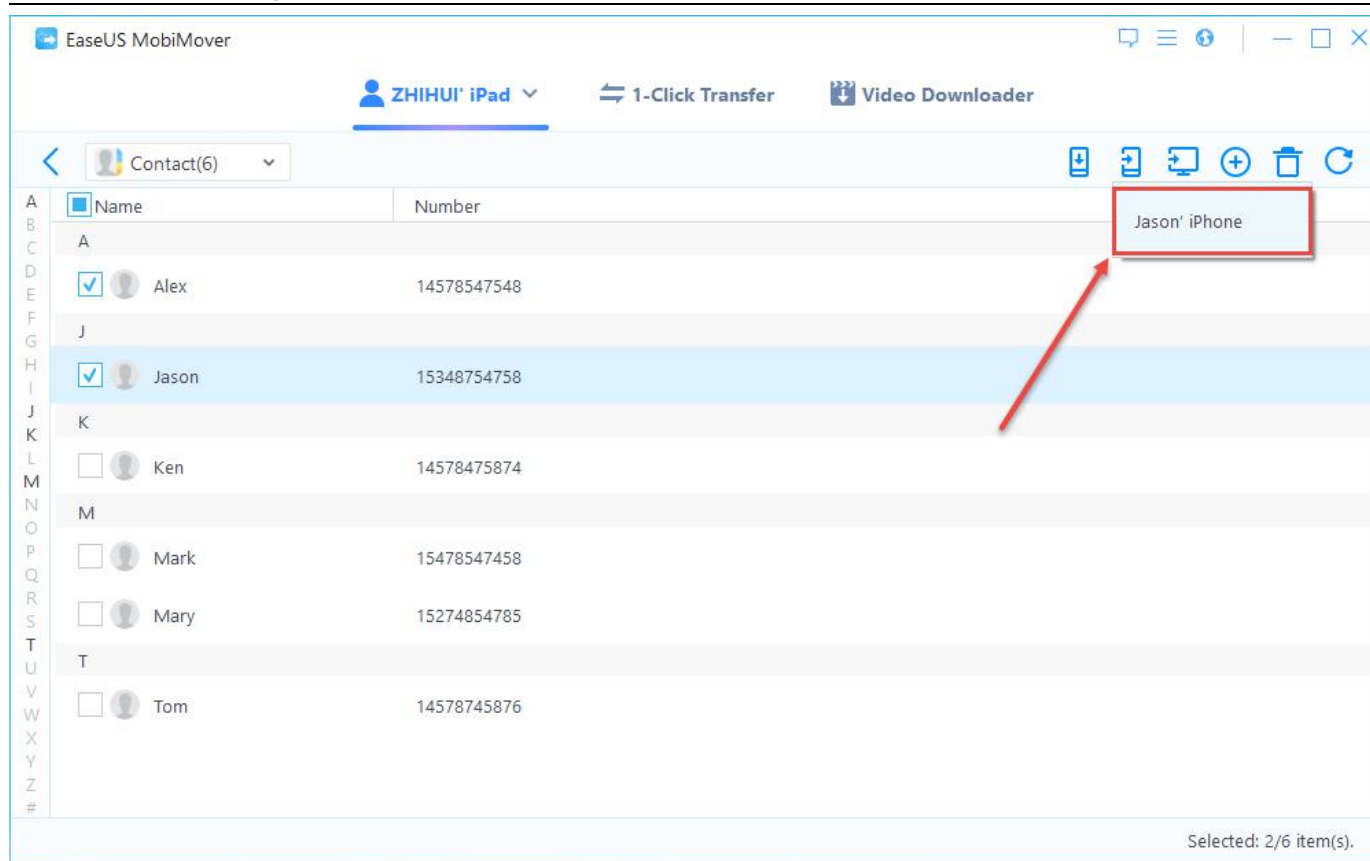 EaseUS MobiMover
ZHIHUI' iPad
1-Click Transfer
Video Downloader
Contact(6)
Name
Number
Jason' iPhone
A
Alex
14578547548
J
Jason
15348754758
K
Ken
14578475874
M
Mark
15478547458
Mary
15274854785
T
Tom
14578745876
A
B
C
D
E
F
G
H
I
J
K
L
M
N
O
P
Q
R
S
T
U
V
W
X
Y
Z
#
Selected: 2/6 item(s).